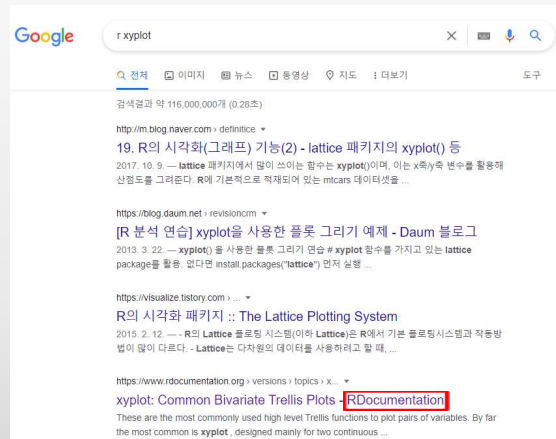 Google
r xyplot
전체 이미지 뉴스 동영상 지도 더보기 도구
검색결과 약 116,000,000개 (0.28초)
http://m.blog.naver.com › definitice
19. R의 시각화(그래프) 기능(2) - lattice 패키지의 xyplot() 등
2017. 10. 9. — lattice 패키지에서 많이 쓰이는 함수는 xyplot()이며, 이는 x축/y축 변수를 활용해
산점도를 그려준다. R에 기본적으로 적재되어 있는 mtcars 데이터셋을 ...
https://blog.daum.net › revisioncrm
[R 분석 연습] xyplot을 사용한 플롯 그리기 예제 - Daum 블로그
2013. 3. 22. — xyplot() 을 사용한 플롯 그리기 연습 # xyplot 함수를 가지고 있는 lattice
package를 활용. 없다면 install.packages("lattice") 먼저 실행 ...
https://visualize.tistory.com › ...
R의 시각화 패키지 :: The Lattice Plotting System
2015. 2. 12. — - R의 Lattice 플로팅 시스템(이하 Lattice)은 R에서 기본 플로팅시스템과 작동방
법이 많이 다르다. - Lattice는 다차원의 데이터를 사용하려고 할 때, ...
https://www.rdocumentation.org › versions › topics › x...
xyplot: Common Bivariate Trellis Plots - RDocumentation
These are the most commonly used high level Trellis functions to plot pairs of variables. By far
the most common is xyplot , designed mainly for two continuous ...